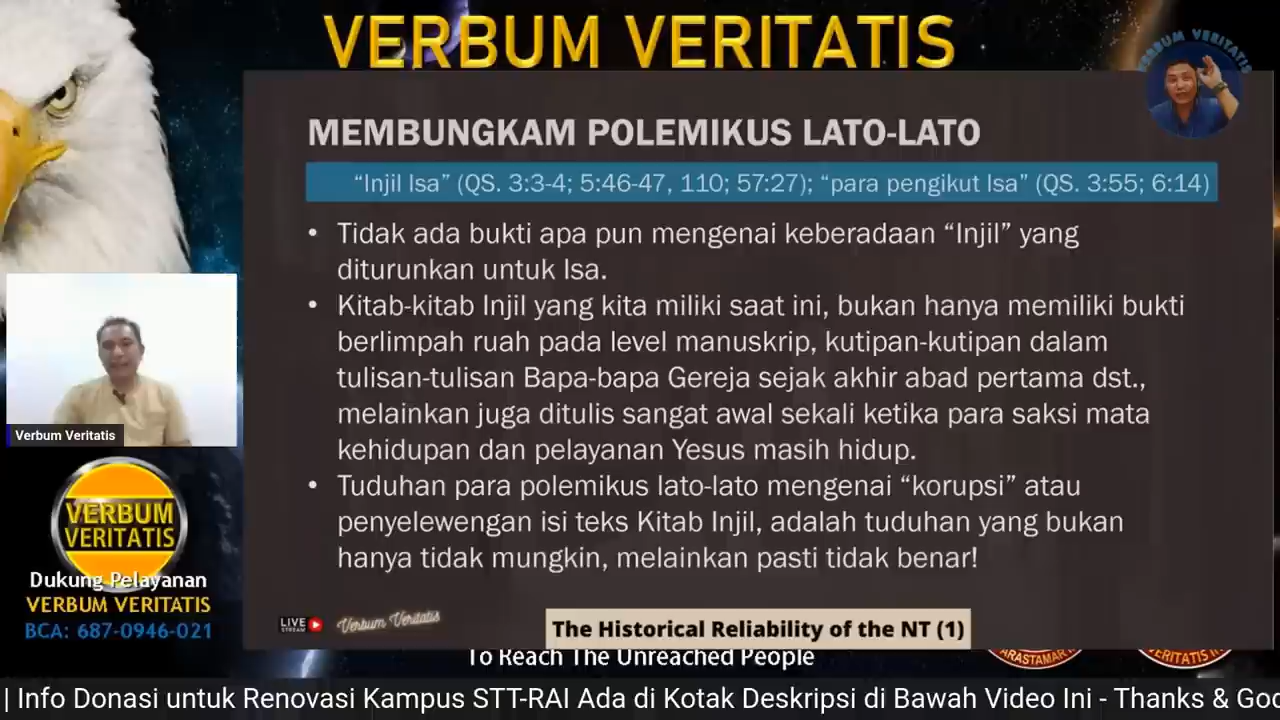 VERBUM VERITATIS
VERBUM VERITATIS
MEMBUNGKAM POLEMIKUS LATO-LATO
“Injil Isa” (QS. 3:3-4; 5:46-47, 110; 57:27); “para pengikut Isa” (QS. 3:55; 6:14)
• Tidak ada bukti apa pun mengenai keberadaan “Injil” yang
diturunkan untuk Isa.
• Kitab-kitab Injil yang kita miliki saat ini, bukan hanya memiliki bukti
berlimpah ruah pada level manuskrip, kutipan-kutipan dalam
tulisan-tulisan Bapa-bapa Gereja sejak akhir abad pertama dst.,
melainkan juga ditulis sangat awal sekali ketika para saksi mata
kehidupan dan pelayanan Yesus masih hidup.
• Tuduhan para polemikus lato-lato mengenai “korupsi” atau
penyelewengan isi teks Kitab Injil, adalah tuduhan yang bukan
hanya tidak mungkin, melainkan pasti tidak benar!
Verbum Veritatis
VERBUM
VERITATIS
Dukung Pelayanan
VERBUM VERITATIS
BCA: 687-0946-021
LIVE
STREAM
Verbum Veritatis
The Historical Reliability of the NT (1)
To Reach The Unreached People
| Info Donasi untuk Renovasi Kampus STT-RAI Ada di Kotak Deskripsi di Bawah Video Ini - Thanks & Go